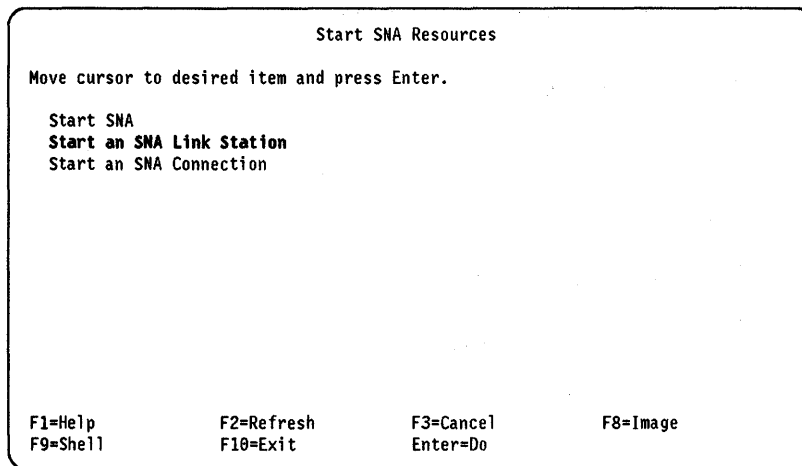 Start SNA Resources
Move cursor to desired item and press Enter.
Start SNA
Start an SNA Link Station
Start an SNA Connection
F1=Help F2=Refresh F3=Cancel F8=Image
F9=Shell F10=Exit Enter=Do